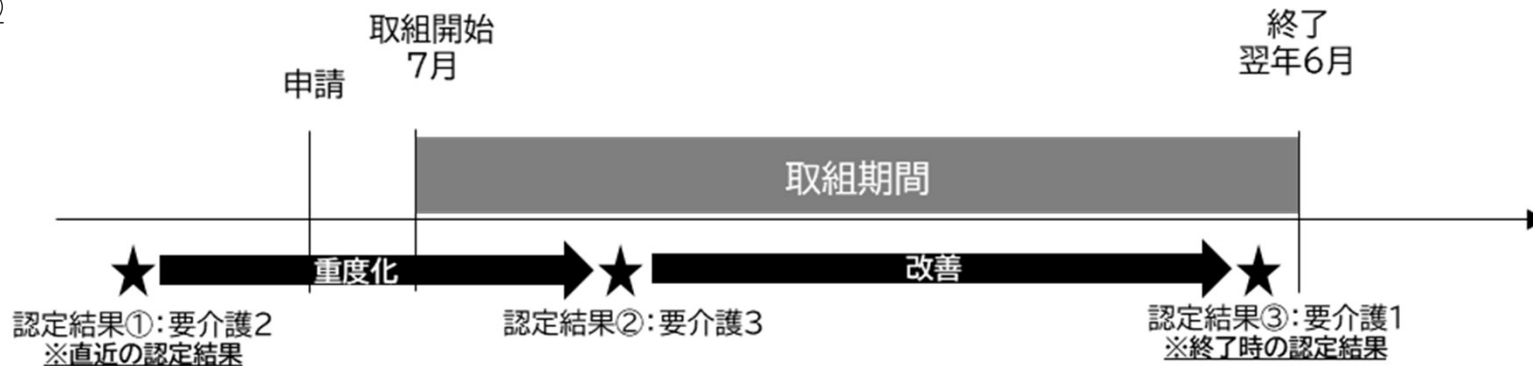 取組開始
7月
終了
翌年6月
申請
取組期間
重度化
改善
認定結果①：要介護2
※直近の認定結果
認定結果②：要介護3
認定結果③：要介護1
※終了時の認定結果